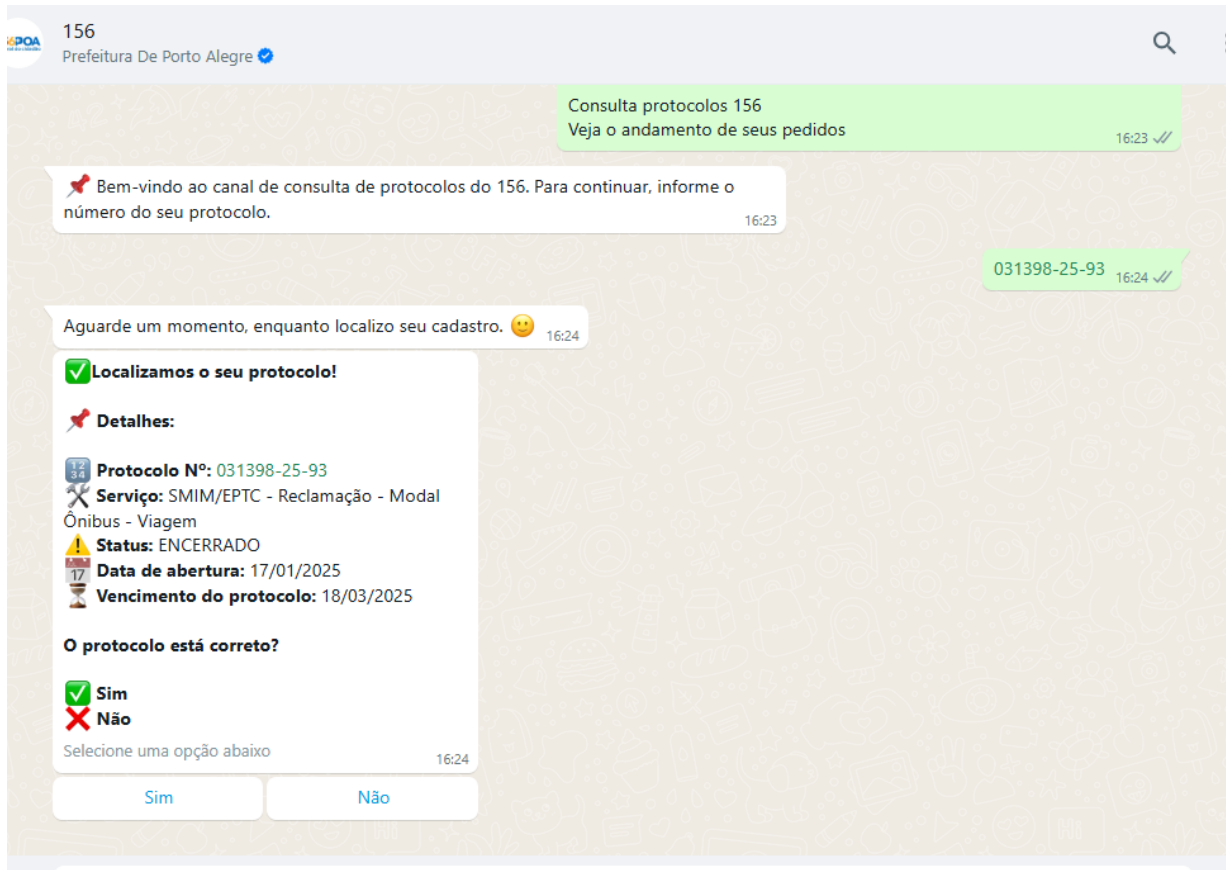 156
Prefeitura De Porto Alegre
POA
Consulta protocolos 156
Veja o andamento de seus pedidos
16:23
Bem-vindo ao canal de consulta de protocolos do 156. Para continuar, informe o
número do seu protocolo.
16:23
031398-25-93
16:24
Aguarde um momento, enquanto localizo seu cadastro.
16:24
Localizamos o seu protocolo!
Detalhes:
Protocolo Nº: 031398-25-93
Serviço: SMIM/EPTC - Reclamação - Modal
Ônibus - Viagem
Status: ENCERRADO
17
Data de abertura: 17/01/2025
Vencimento do protocolo: 18/03/2025
O protocolo está correto?
Sim
Não
Selecione uma opção abaixo
16:24
Sim
Não